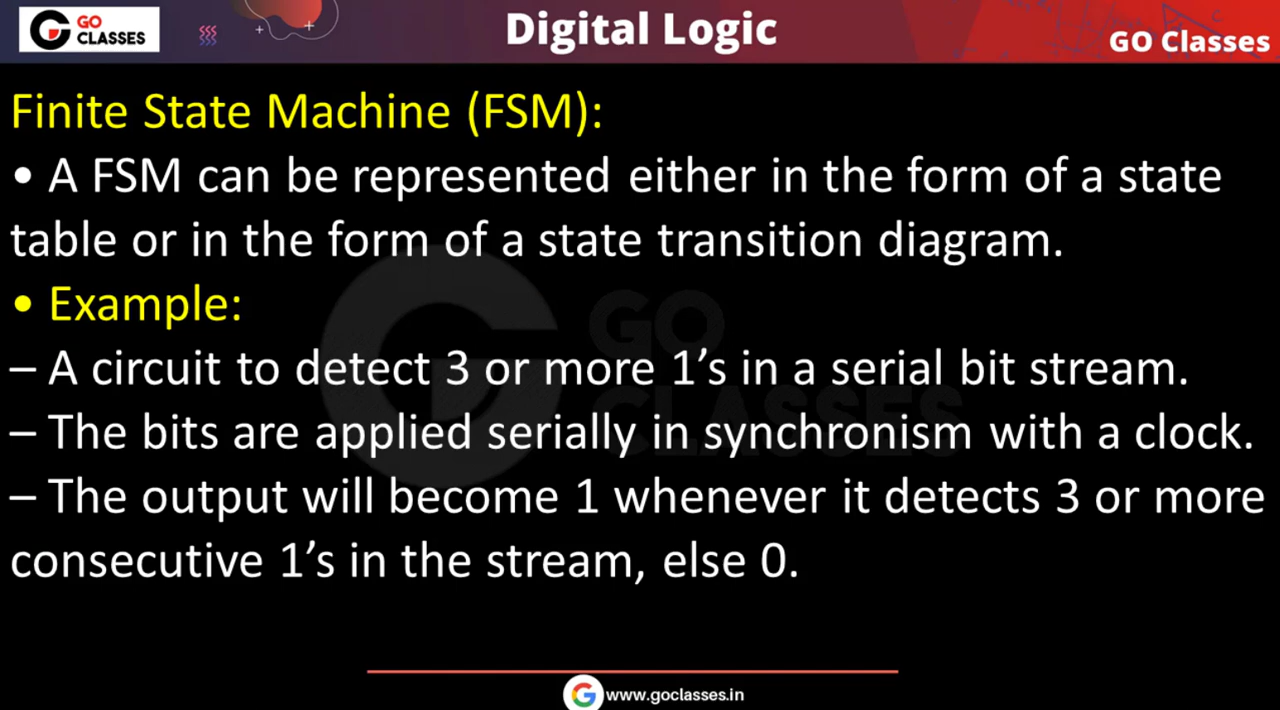 GO
CLASSES
Digital Logic
GO Classes
Finite State Machine (FSM):
• A FSM can be represented either in the form of a state
table or in the form of a state transition diagram.
• Example:
– A circuit to detect 3 or more 1’s in a serial bit stream.
– The bits are applied serially in synchronism with a clock.
– The output will become 1 whenever it detects 3 or more
consecutive 1’s in the stream, else 0.
GO
CLASSES
www.goclasses.in